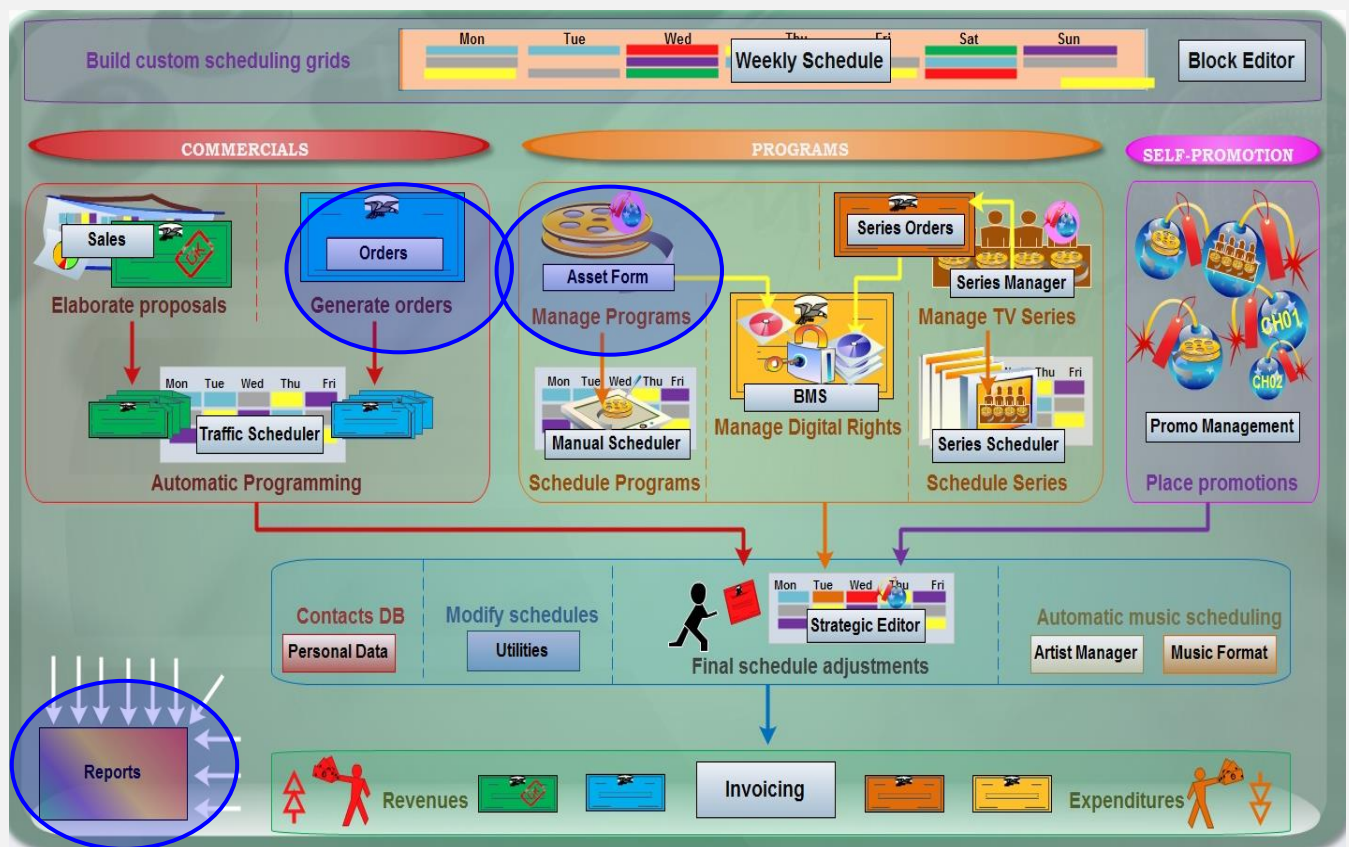 Build custom scheduling grids
Mon Tue Wed Thu Fri Sat Sun
Weekly Schedule
Block Editor
COMMERCIALS
PROGRAMS
SELF-PROMOTION
Sales
OK
Elaborate proposals
Orders
Generate orders
Asset Form
Manage Programs
Series Orders
Series Manager
Manage TV Series
CH01
CH02
Mon Tue Wed Thu Fri
Traffic Scheduler
Automatic Programming
Mon Tue Wed Thu Fri
Manual Scheduler
Schedule Programs
BMS
Manage Digital Rights
Thu Fri
Series Scheduler
Schedule Series
Promo Management
Place promotions
Contacts DB
Personal Data
Modify schedules
Utilities
Mon Tue Wed Thu Fri
Strategic Editor
Final schedule adjustments
Automatic music scheduling
Artist Manager
Music Format
Reports
Revenues
OK
Invoicing
Expenditures